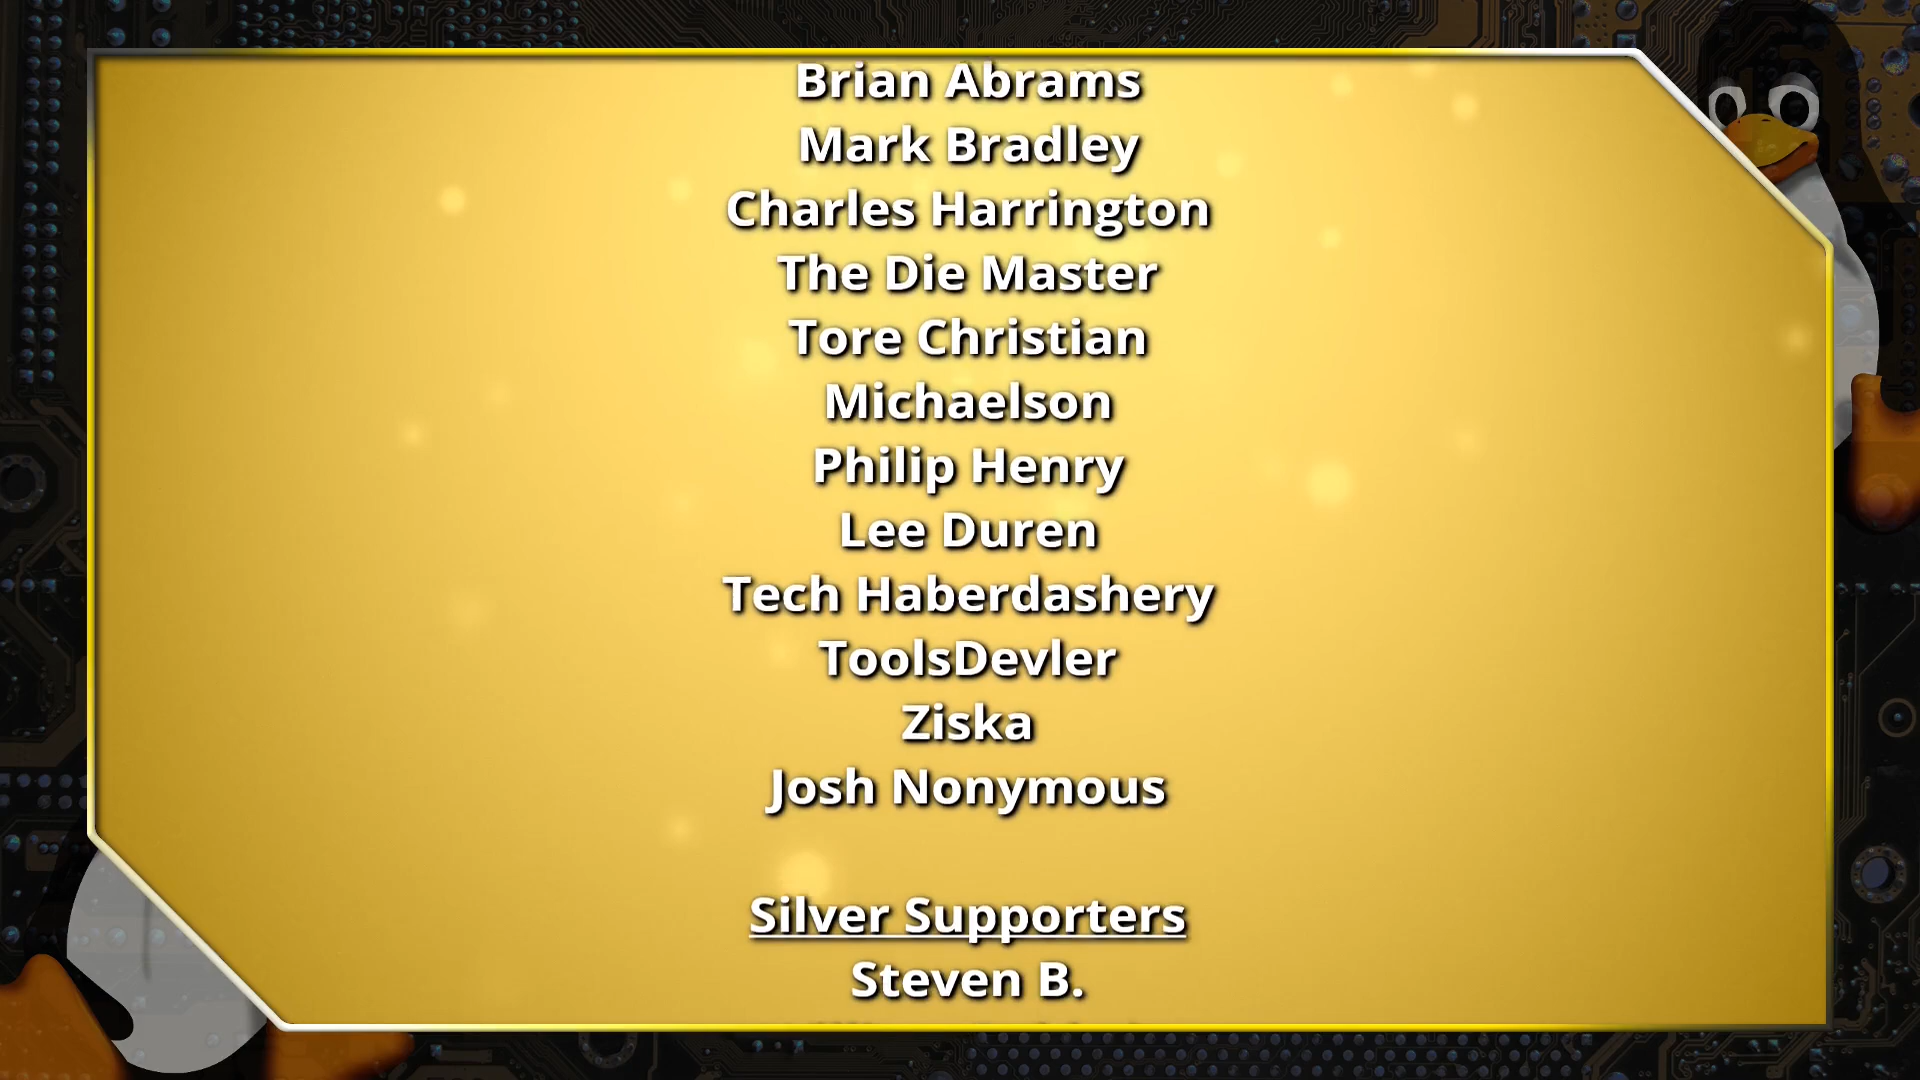 Brian Abrams
Mark Bradley
Charles Harrington
The Die Master
Tore Christian
Michaelson
Philip Henry
Lee Duren
Tech Haberdashery
ToolsDevler
Ziska
Josh Nonymous
Silver Supporters
Steven B.